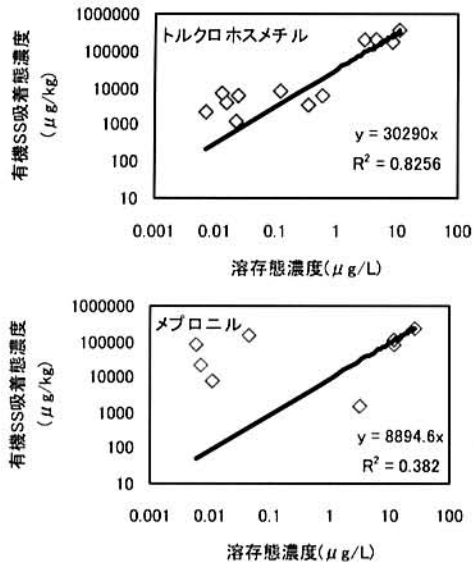 トルクロホスメチル
有機SS吸着態濃度
(μg/kg)
1000000
100000
10000
1000
100
10
y = 30290x
R² = 0.8256
0.001 0.01 0.1 1 10 100
溶存態濃度(μg/L)
メプロニル
有機SS吸着態濃度
(μg/kg)
1000000
100000
10000
1000
100
10
y = 8894.6x
R² = 0.382
0.001 0.01 0.1 1 10 100
溶存態濃度(μg/L)